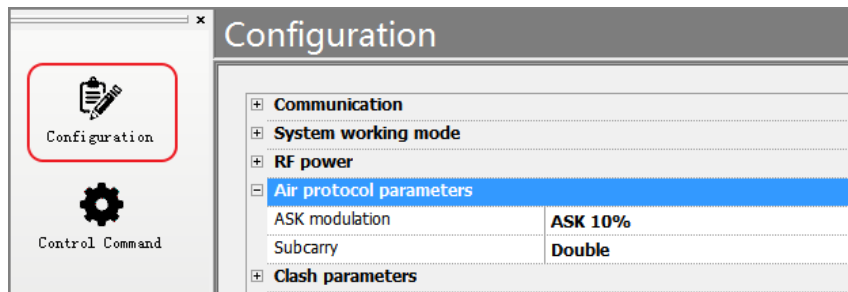 Configuration
Configuration
Control Command
Communication
System working mode
RF power
Air protocol parameters
ASK modulation ASK 10%
Subcarry Double
Clash parameters